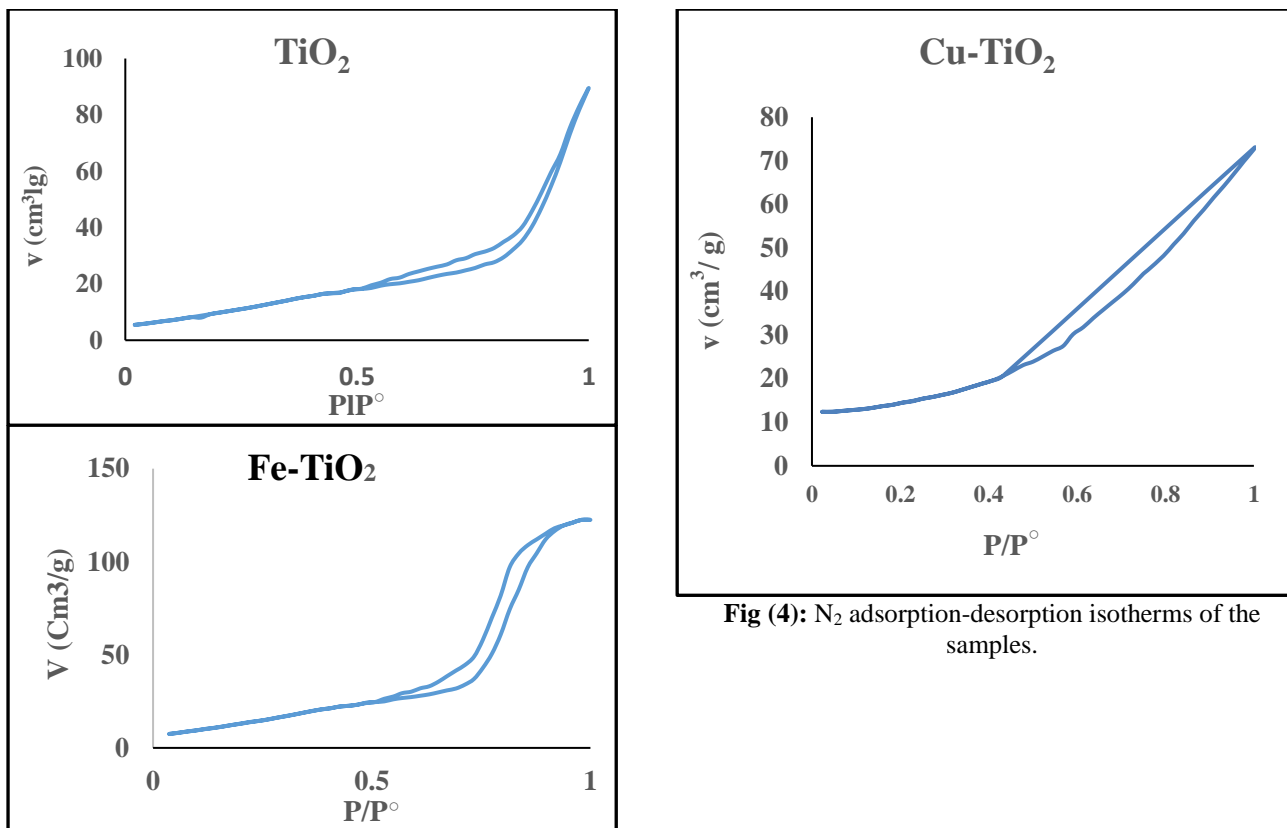 TiO₂
100
80
60
40
20
0
v (cm³lg)
0
0.5
1
PlP°
Fe-TiO₂
150
100
50
0
V (Cm3/g)
0
0.5
1
P/P°
Cu-TiO₂
80
70
60
50
40
30
20
10
0
v (cm³/ g)
0
0.2
0.4
0.6
0.8
1
P/P°
Fig (4): N₂ adsorption-desorption isotherms of the
samples.